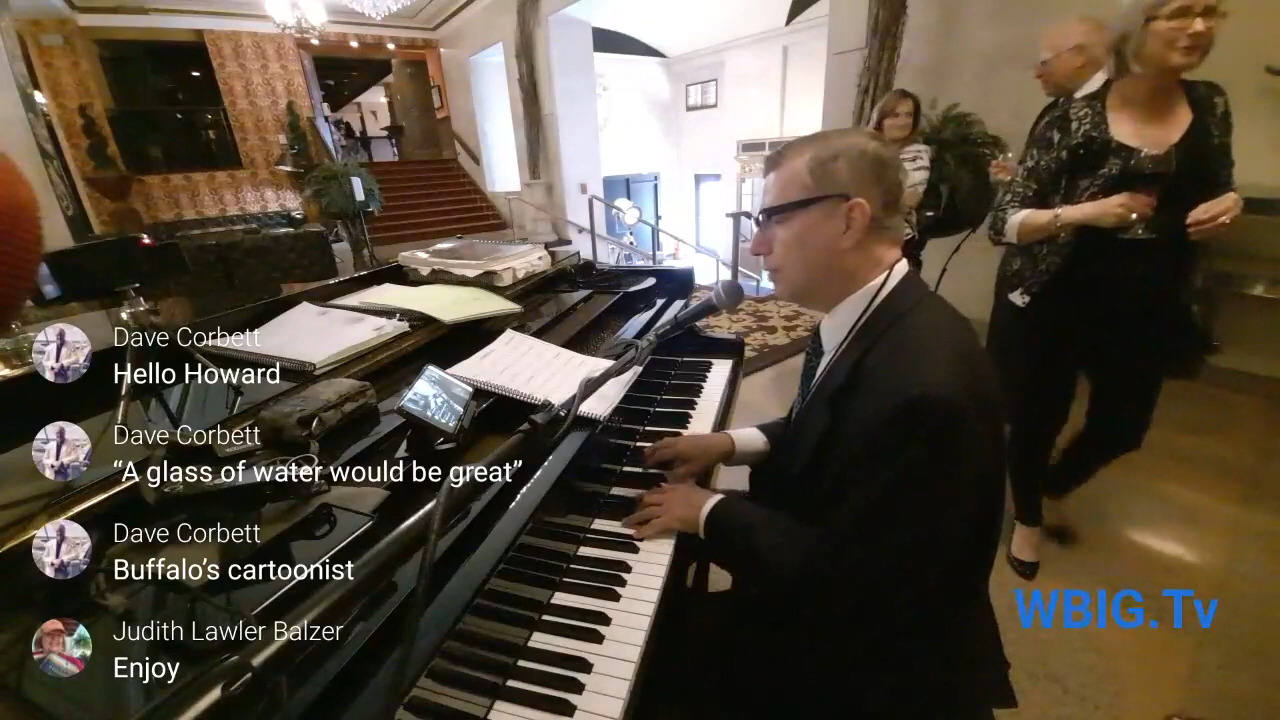 Dave Corbett
Hello Howard
Dave Corbett
“A glass of water would be great”
Dave Corbett
Buffalo’s cartoonist
Judith Lawler Balzer
Enjoy
WBIG.Tv